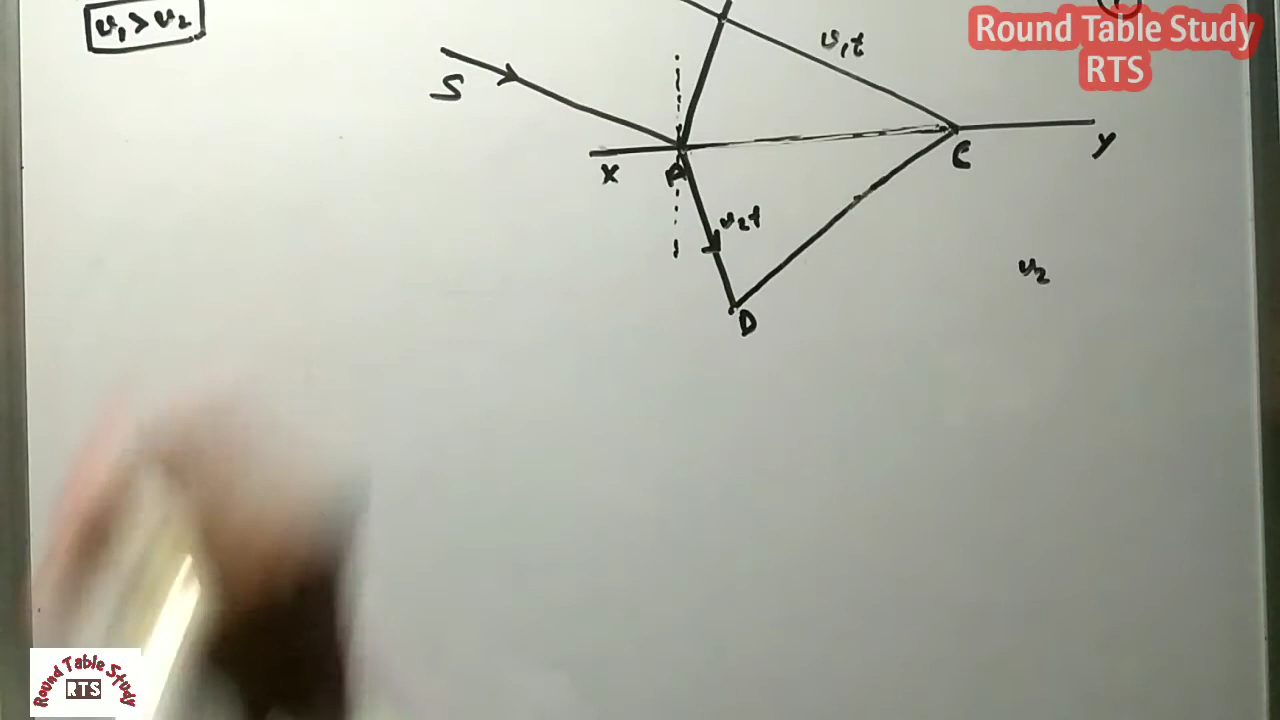 v₁ > v₂
Round Table Study
RTS
v₁t
S
x
A
C
y
v₂t
v₂
D
Round Table Study
RTS